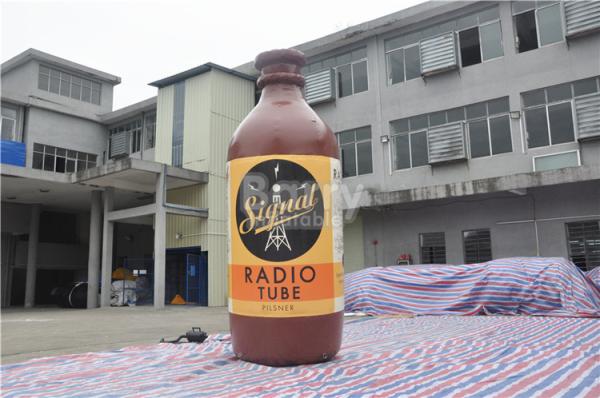 Signal
RADIO
TUBE
PILSNER